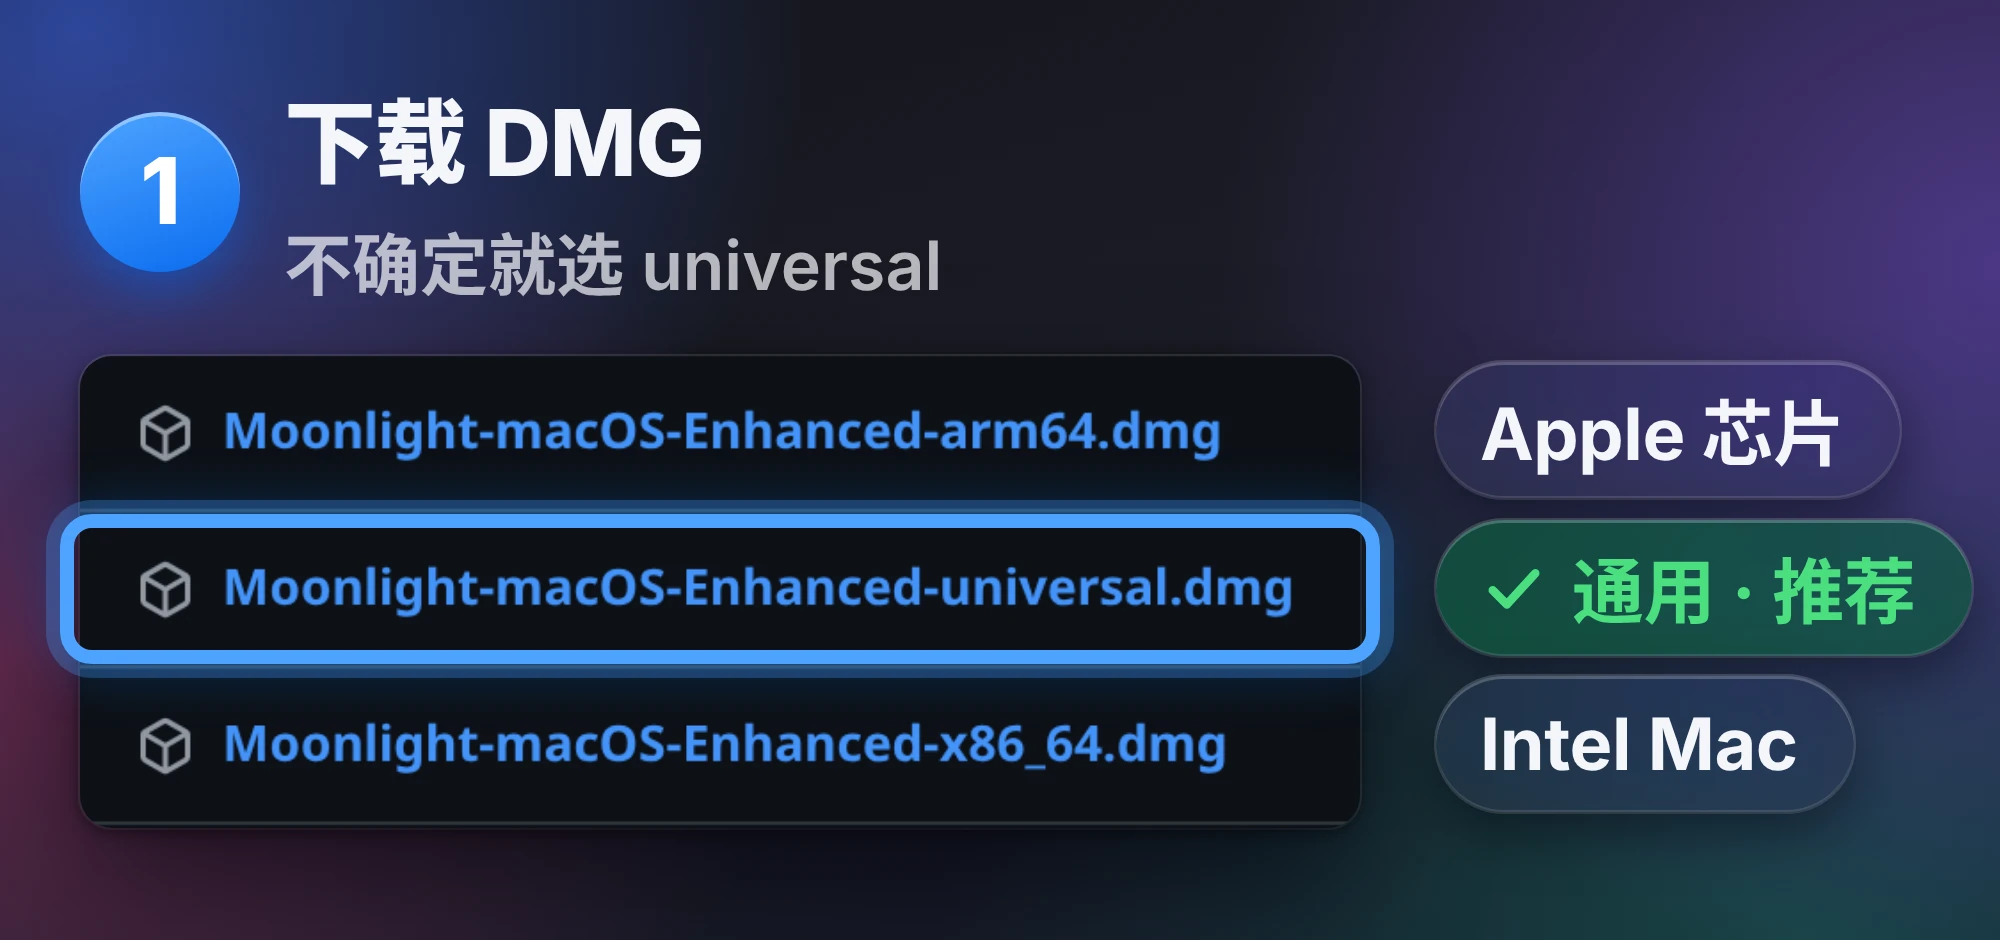 1
下载 DMG
不确定就选 universal
Moonlight-macOS-Enhanced-arm64.dmg
Apple 芯片
Moonlight-macOS-Enhanced-universal.dmg
✓ 通用 · 推荐
Moonlight-macOS-Enhanced-x86_64.dmg
Intel Mac